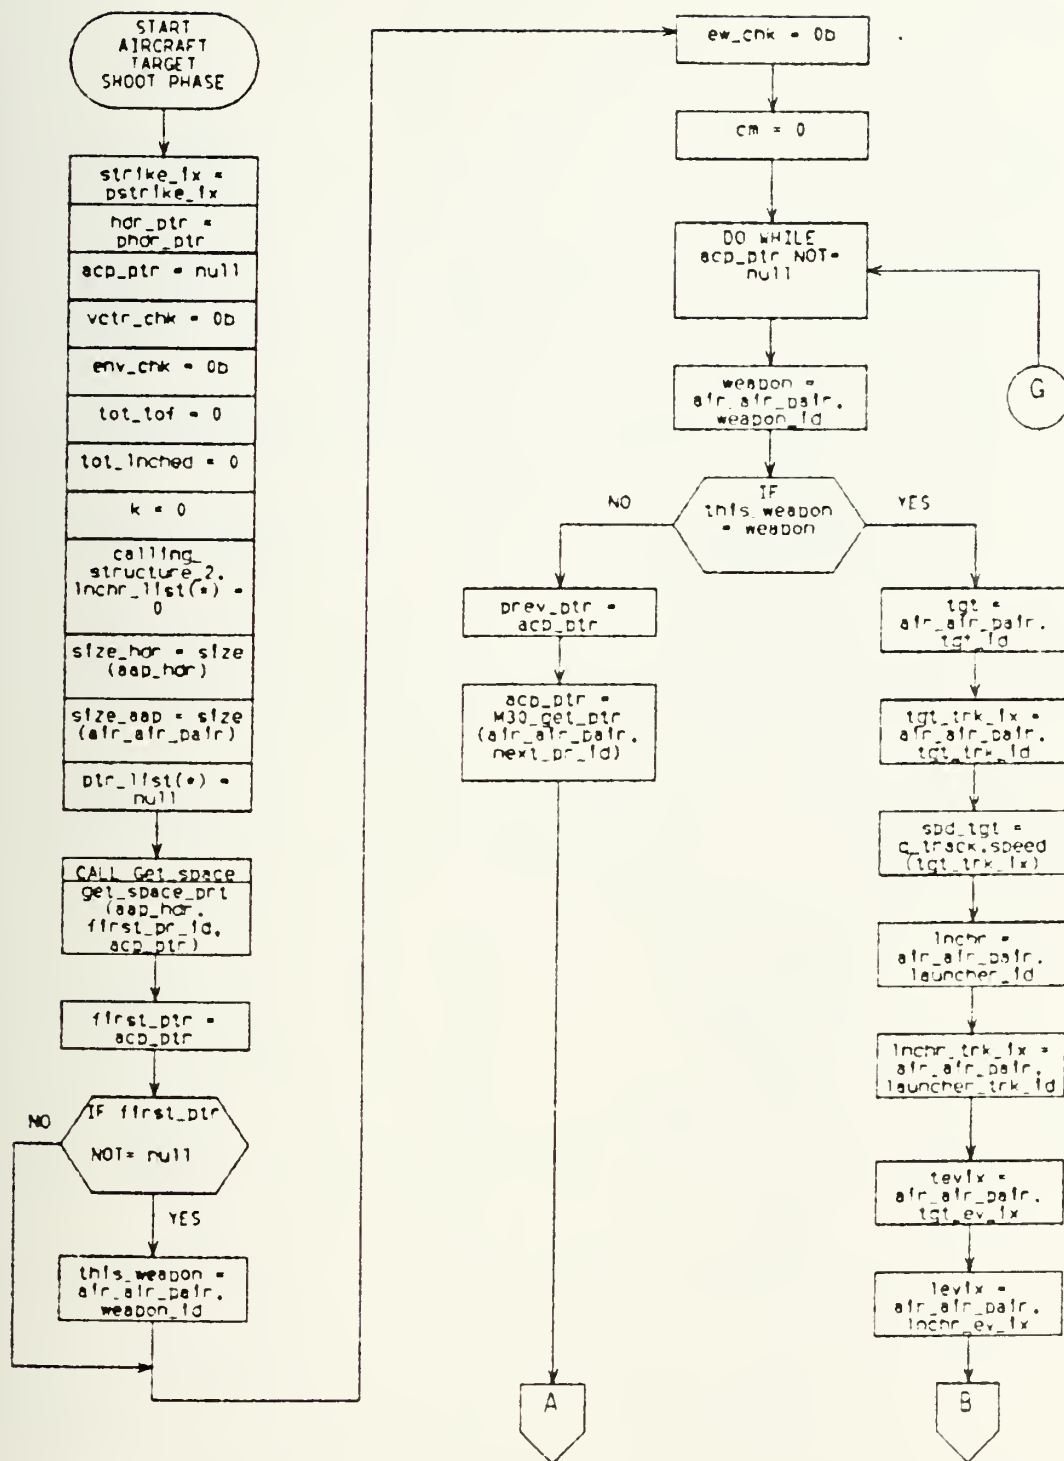 START
AIRCRAFT
TARGET
SHOOT PHASE
strike_ix =
pstrike_ix
hdr_ptr =
phdr_ptr
acp_ptr = null
vctr_chk = 0b
env_chk = 0b
tot_tof = 0
tot_lnched = 0
k = 0
calling_
structure_2.
lnchr_list(*) =
0
size_hdr = size
(aap_hdr)
size_aap = size
(air_air_pair)
ptr_list(*) =
null
CALL Get_space
get_space_prt
(aap_hdr.
first_pr_id,
acp_ptr)
first_ptr =
acp_ptr
IF first_ptr
NOT= null
NO
YES
this_weapon =
air_air_pair.
weapon_id
ew_chk = 0b
cm = 0
DO WHILE
acp_ptr NOT=
null
G
weapon =
air_air_pair.
weapon_id
IF
this_weapon
= weapon
NO
YES
prev_ptr =
acp_ptr
acp_ptr =
M30_get_ptr
(air_air_pair.
next_pr_id)
A
tgt =
air_air_pair.
tgt_id
tgt_trk_ix =
air_air_pair.
tgt_trk_id
spd_tgt =
c_track.speed
(tgt_trk_ix)
lnchr =
air_air_pair.
launcher_id
lnchr_trk_ix =
air_air_pair.
launcher_trk_id
tevix =
air_air_pair.
tgt_ev_ix
levix =
air_air_pair.
lnchr_ev_ix
B